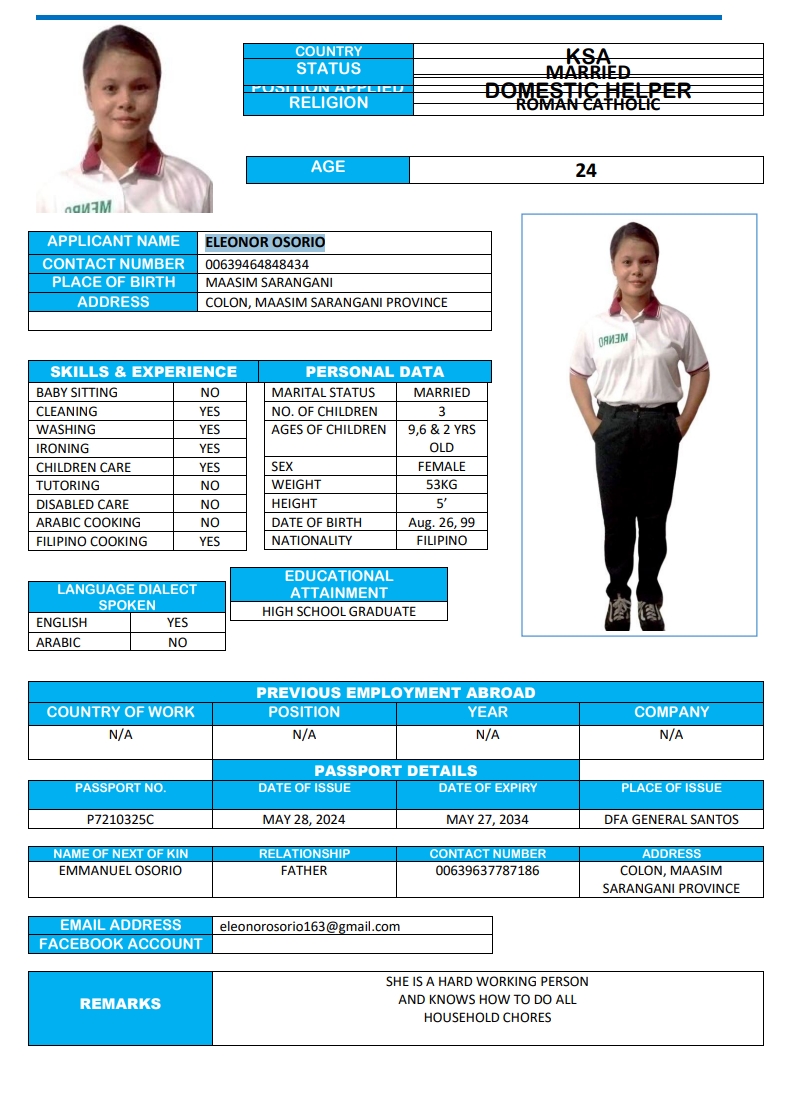 COUNTRY KSA
STATUS MARRIED
POSITION APPLIED DOMESTIC HELPER
RELIGION ROMAN CATHOLIC
AGE 24
MENRO
APPLICANT NAME ELEONOR OSORIO
CONTACT NUMBER 00639464848434
PLACE OF BIRTH MAASIM SARANGANI
ADDRESS COLON, MAASIM SARANGANI PROVINCE
MENRO
SKILLS & EXPERIENCE
BABY SITTING NO
CLEANING YES
WASHING YES
IRONING YES
CHILDREN CARE YES
TUTORING NO
DISABLED CARE NO
ARABIC COOKING NO
FILIPINO COOKING YES
PERSONAL DATA
MARITAL STATUS MARRIED
NO. OF CHILDREN 3
AGES OF CHILDREN 9,6 & 2 YRS
OLD
SEX FEMALE
WEIGHT 53KG
HEIGHT 5’
DATE OF BIRTH Aug. 26, 99
NATIONALITY FILIPINO
LANGUAGE DIALECT
SPOKEN
ENGLISH YES
ARABIC NO
EDUCATIONAL
ATTAINMENT
HIGH SCHOOL GRADUATE
PREVIOUS EMPLOYMENT ABROAD
COUNTRY OF WORK POSITION YEAR COMPANY
N/A N/A N/A N/A
PASSPORT DETAILS
PASSPORT NO. DATE OF ISSUE DATE OF EXPIRY PLACE OF ISSUE
P7210325C MAY 28, 2024 MAY 27, 2034 DFA GENERAL SANTOS
NAME OF NEXT OF KIN RELATIONSHIP CONTACT NUMBER ADDRESS
EMMANUEL OSORIO FATHER 00639637787186 COLON, MAASIM
SARANGANI PROVINCE
EMAIL ADDRESS eleonorosorio163@gmail.com
FACEBOOK ACCOUNT
REMARKS
SHE IS A HARD WORKING PERSON
AND KNOWS HOW TO DO ALL
HOUSEHOLD CHORES